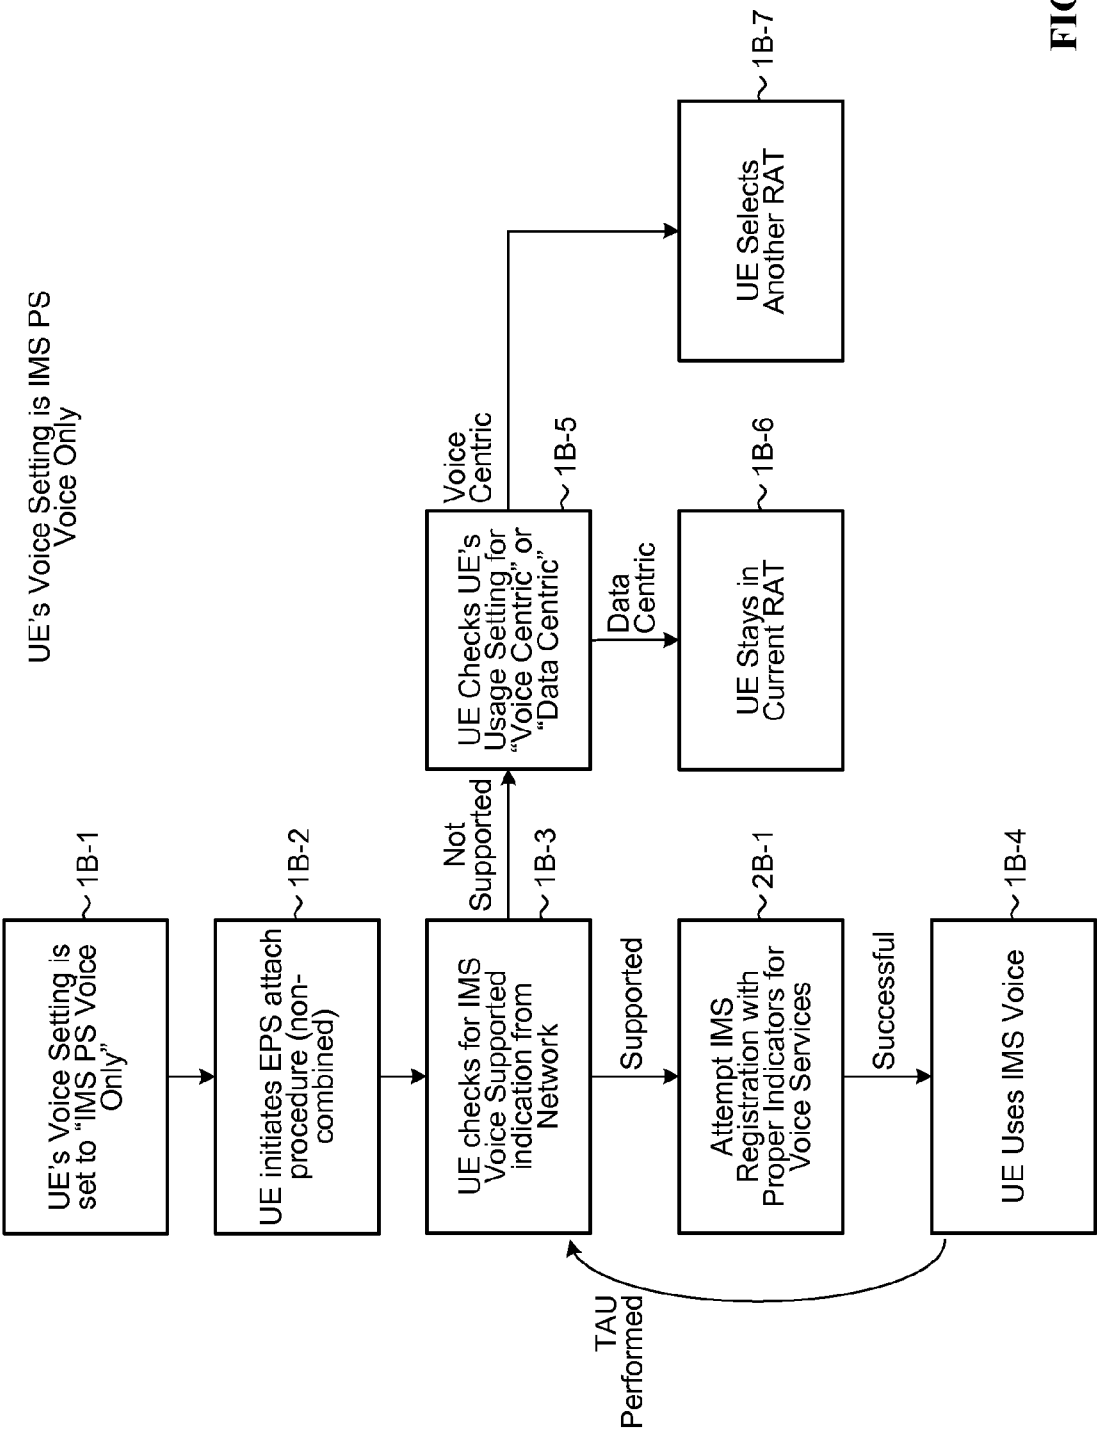 UE's Voice Setting is IMS PS
Voice Only
UE's Voice Setting is
set to “IMS PS Voice
Only”
1B-1
UE initiates EPS attach
procedure (non-
combined)
1B-2
UE checks for IMS
Voice Supported
indication from
Network
1B-3
Not
Supported
UE Checks UE's
Usage Setting for
“Voice Centric” or
“Data Centric”
1B-5
Voice
Centric
Supported
Data
Centric
Attempt IMS
Registration with
Proper Indicators for
Voice Services
2B-1
UE Stays in
Current RAT
1B-6
UE Selects
Another RAT
1B-7
Successful
UE Uses IMS Voice
1B-4
TAU
Performed